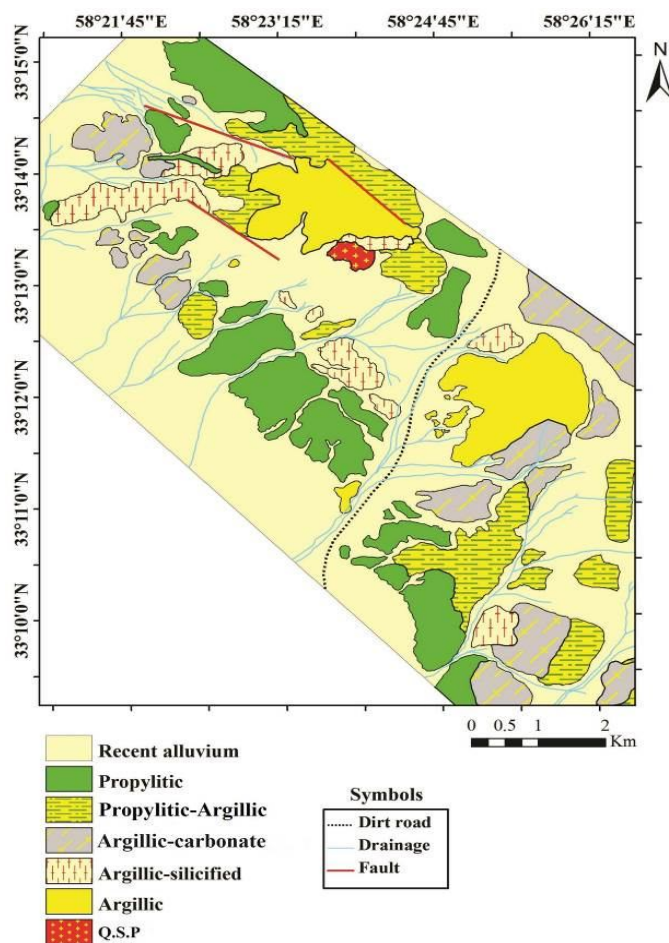 58°21'45"E 58°23'15"E 58°24'45"E 58°26'15"E
N
33°15'0"N
33°14'0"N
33°13'0"N
33°12'0"N
33°11'0"N
33°10'0"N
0 0.5 1 2
Km
Recent alluvium
Propylitic
Propylitic-Argillic
Argillic-carbonate
Argillic-silicified
Argillic
Q.S.P
Symbols
Dirt road
Drainage
Fault